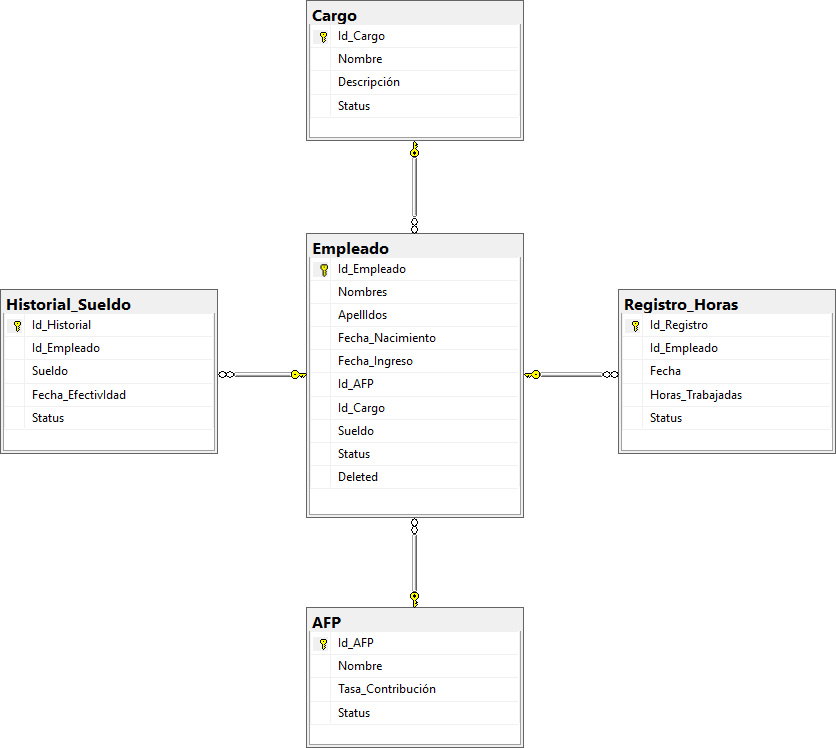 Cargo
Id_Cargo
Nombre
Descripción
Status
Empleado
Id_Empleado
Nombres
ApellIdos
Fecha_Nacimiento
Fecha_Ingreso
Id_AFP
Id_Cargo
Sueldo
Status
Deleted
Historial_Sueldo
Id_Historial
Id_Empleado
Sueldo
Fecha_EfectivIdad
Status
Registro_Horas
Id_Registro
Id_Empleado
Fecha
Horas_Trabajadas
Status
AFP
Id_AFP
Nombre
Tasa_Contribución
Status